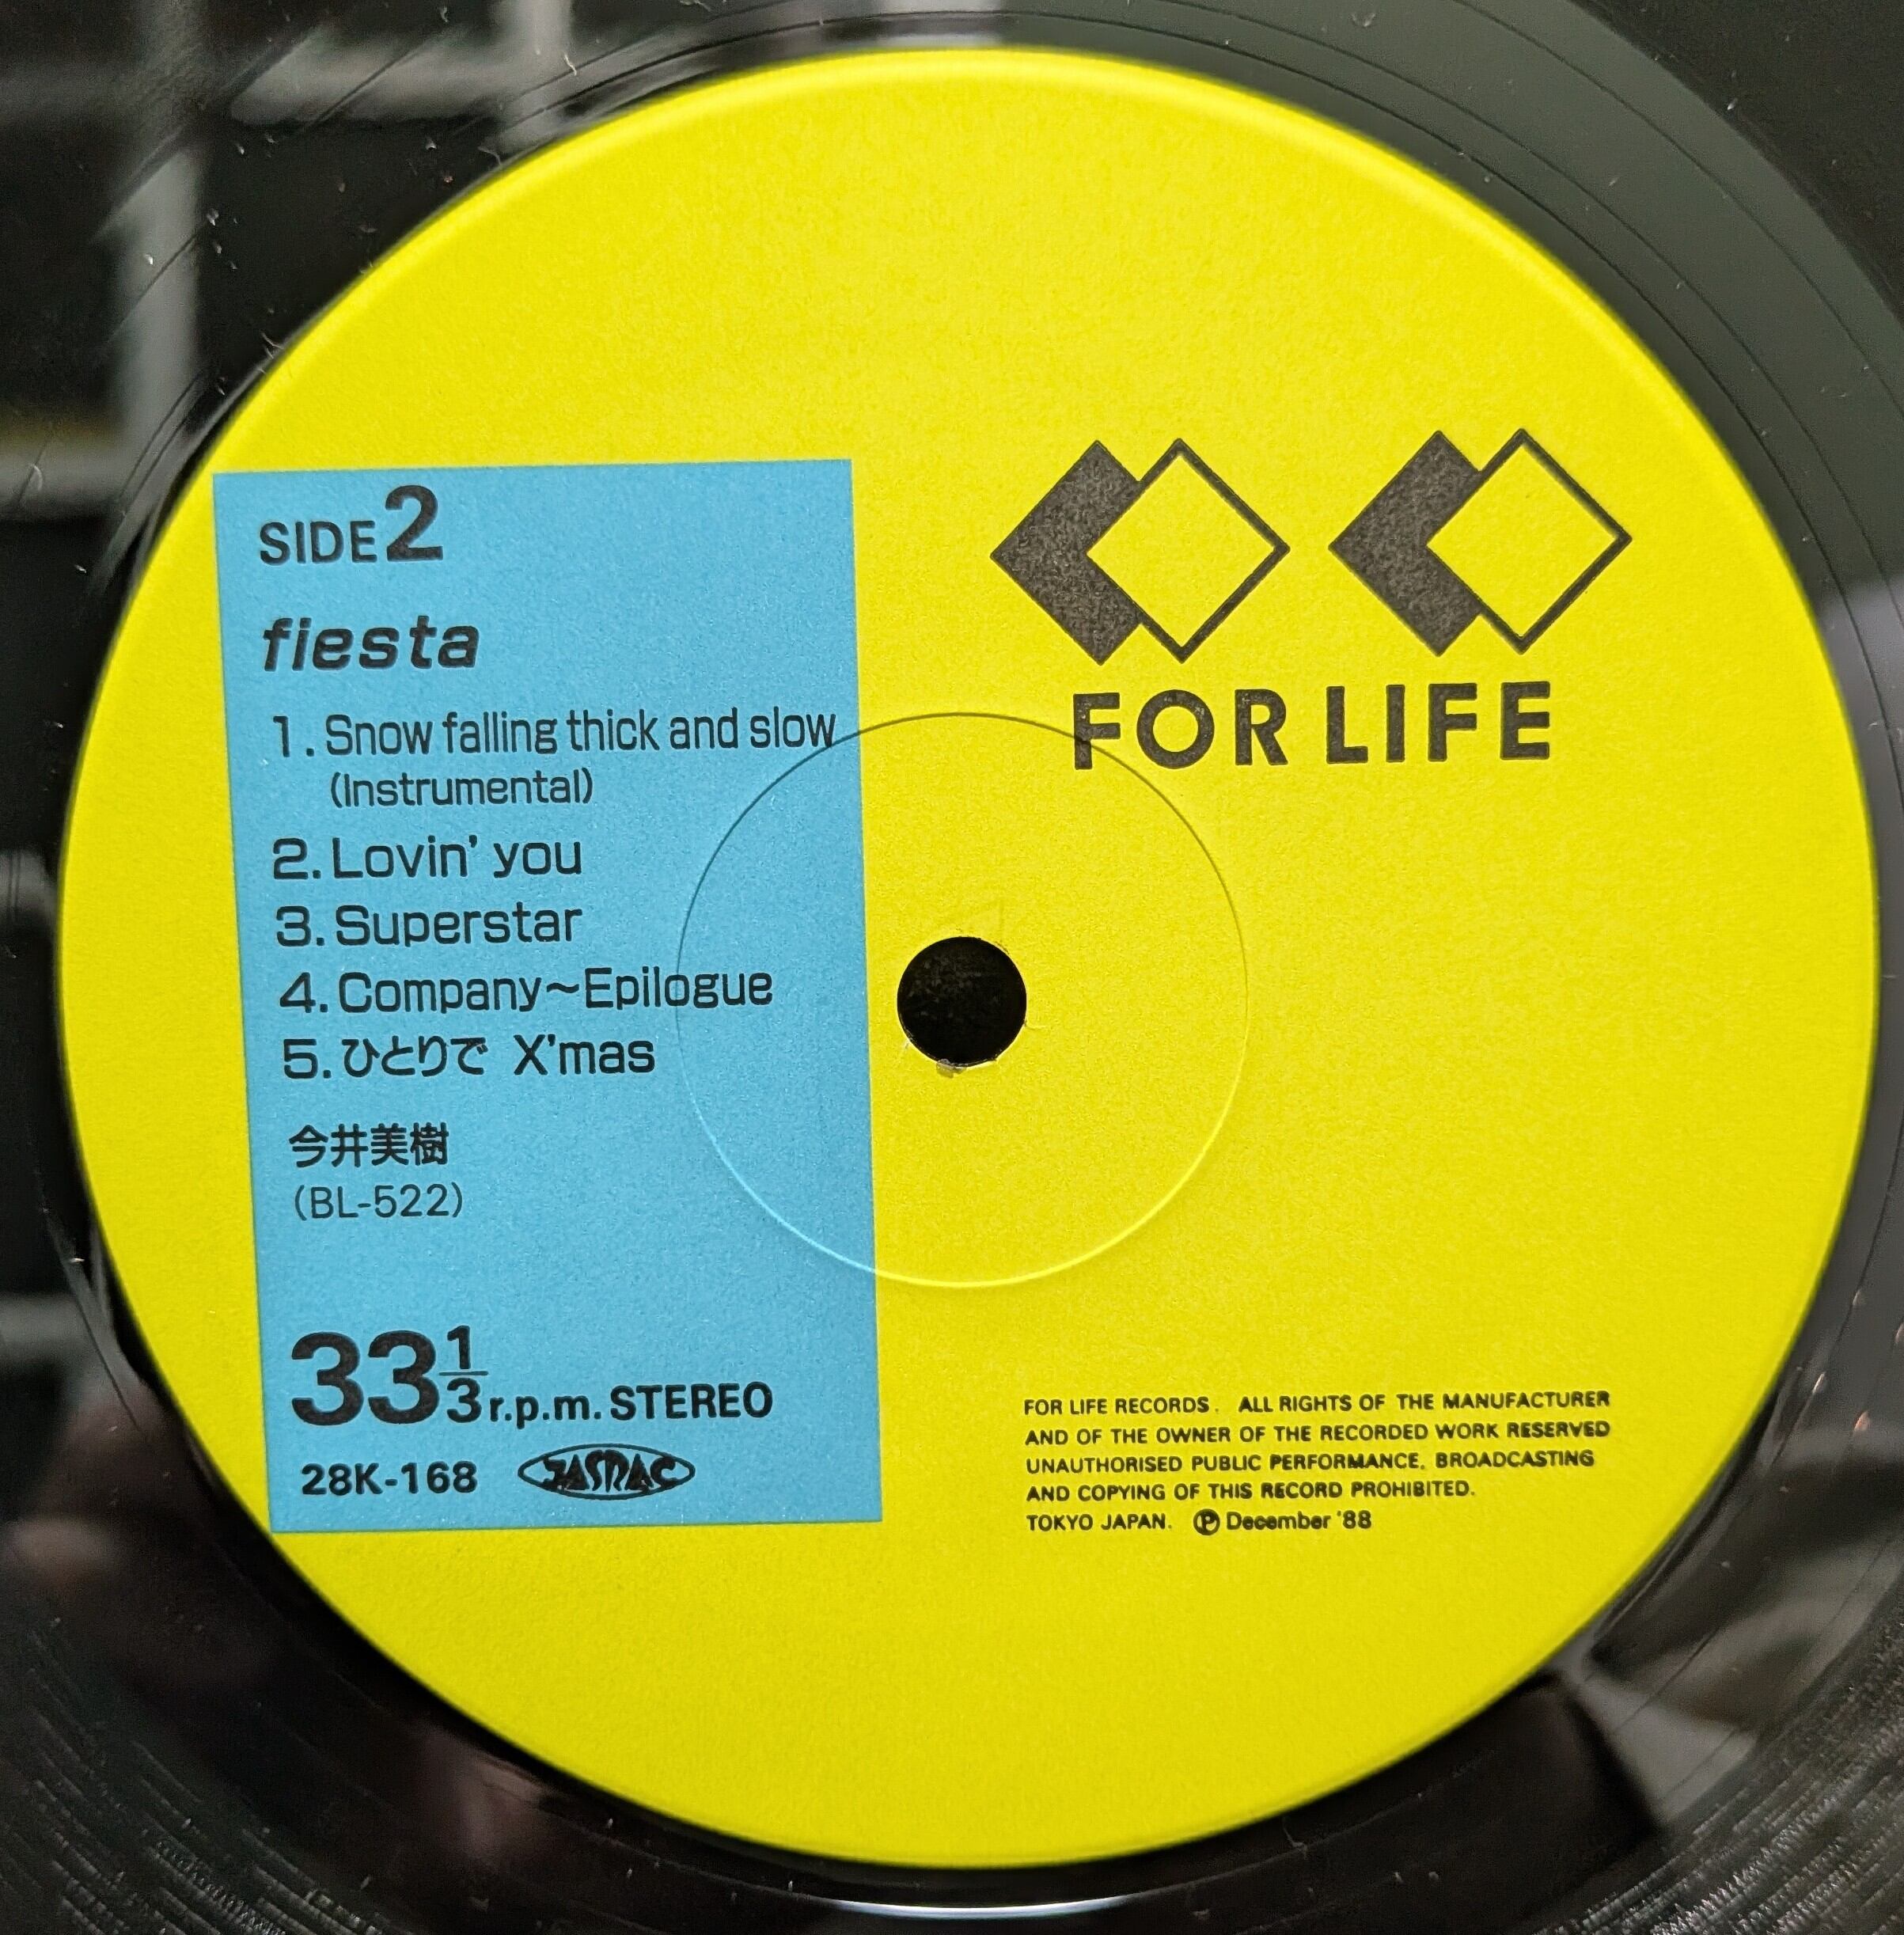 SIDE 2
fiesta
1. Snow falling thick and slow
(Instrumental)
2. Lovin' you
3. Superstar
4. Company~Epilogue
5. ひとりで X'mas
今井美樹
(BL-522)
33 1/3 r.p.m. STEREO
28K-168 JASRAC
FOR LIFE
FOR LIFE RECORDS. ALL RIGHTS OF THE MANUFACTURER
AND OF THE OWNER OF THE RECORDED WORK RESERVED
UNAUTHORISED PUBLIC PERFORMANCE, BROADCASTING
AND COPYING OF THIS RECORD PROHIBITED.
TOKYO JAPAN. Ⓟ December '88